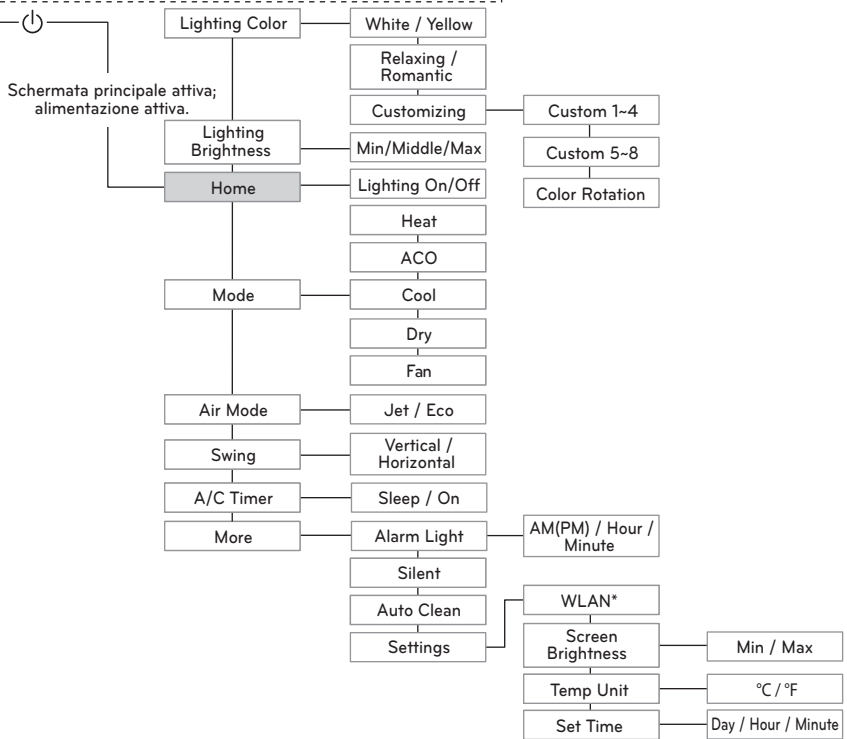 Lighting Color
White / Yellow
Relaxing /
Romantic
Schermata principale attiva;
alimentazione attiva.
Customizing
Custom 1~4
Lighting
Brightness
Min/Middle/Max
Custom 5~8
Home
Lighting On/Off
Color Rotation
Heat
ACO
Mode
Cool
Dry
Fan
Air Mode
Jet / Eco
Swing
Vertical /
Horizontal
A/C Timer
Sleep / On
More
Alarm Light
AM(PM) / Hour /
Minute
Silent
Auto Clean
WLAN*
Settings
Screen
Brightness
Min / Max
Temp Unit
°C / °F
Set Time
Day / Hour / Minute